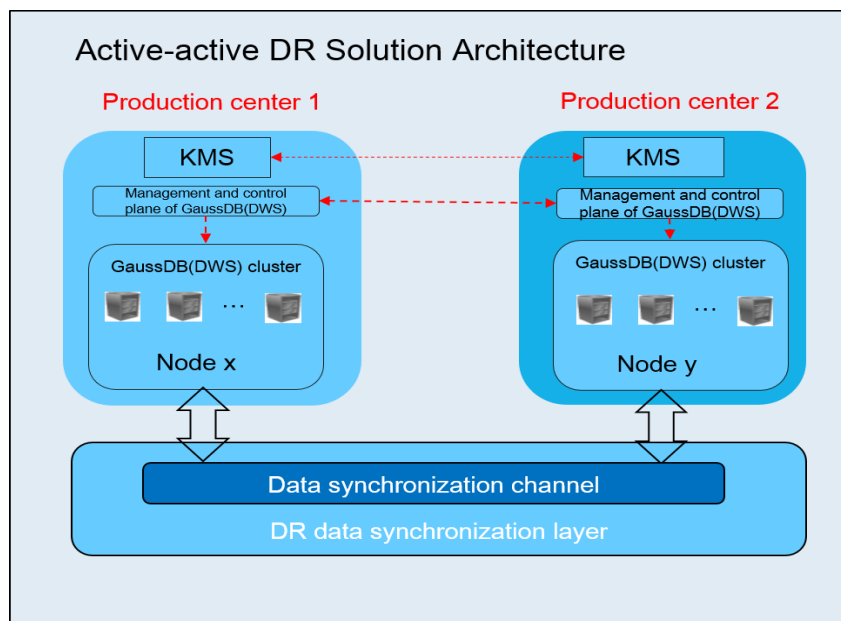 Active-active DR Solution Architecture
Production center 1
Production center 2
KMS
KMS
Management and control
plane of GaussDB(DWS)
Management and control
plane of GaussDB(DWS)
GaussDB(DWS) cluster
...
Node x
GaussDB(DWS) cluster
...
Node y
Data synchronization channel
DR data synchronization layer